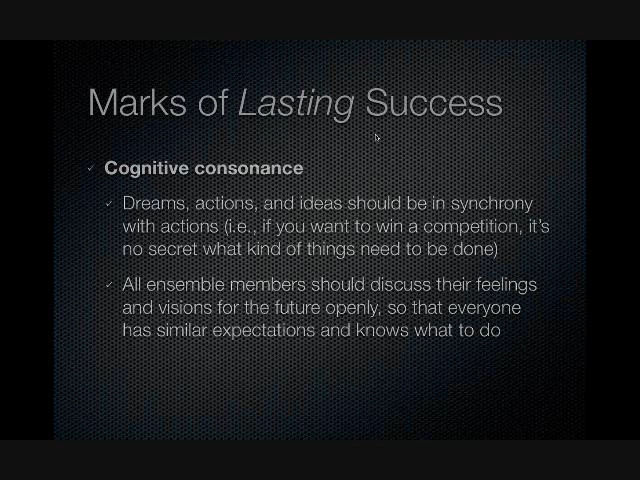 Marks of Lasting Success
Cognitive consonance
Dreams, actions, and ideas should be in synchrony
with actions (i.e., if you want to win a competition, it's
no secret what kind of things need to be done)
All ensemble members should discuss their feelings
and visions for the future openly, so that everyone
has similar expectations and knows what to do